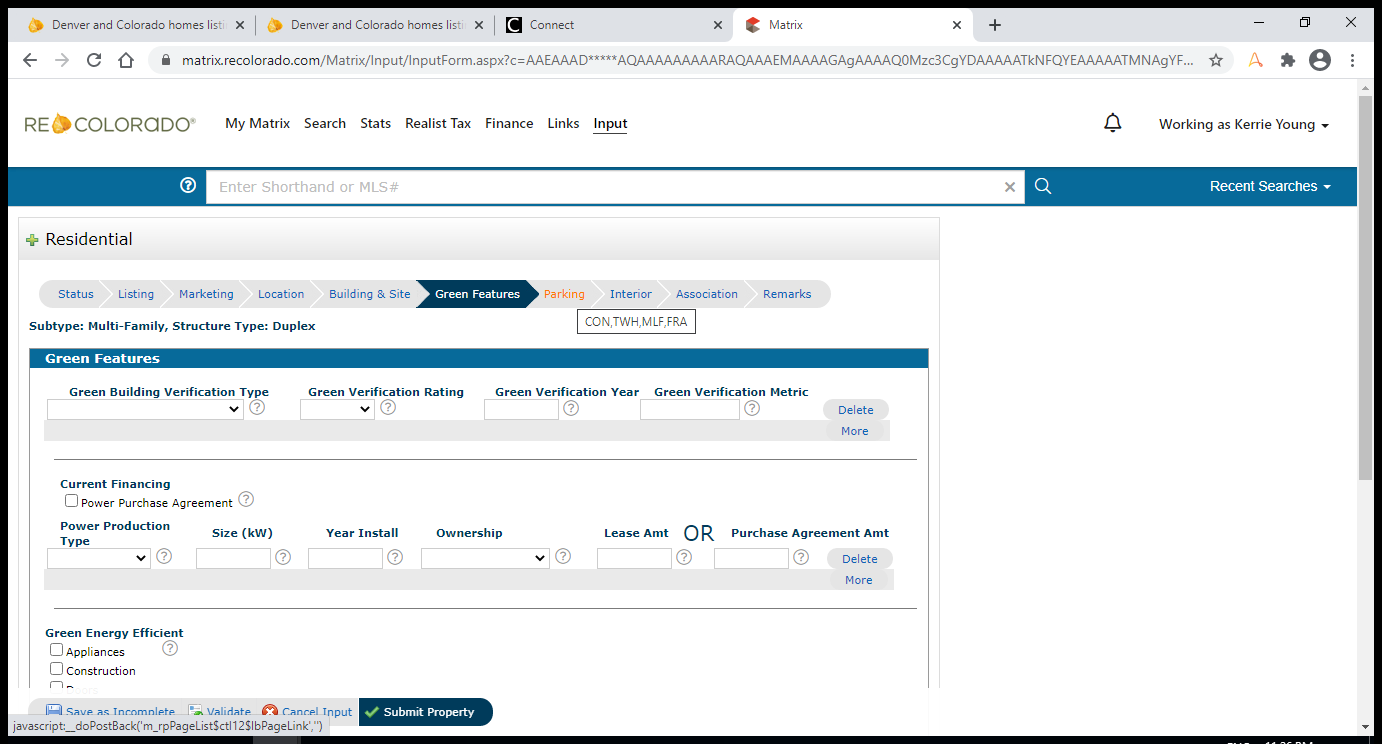 Denver and Colorado homes listi
Denver and Colorado homes listi
Connect
Matrix
matrix.recolorado.com/Matrix/Input/InputForm.aspx?c=AAEAAAD*****AQAAAAAAAAARAQAAAEMAAAAGAgAAAAQ0Mzc3CgYDAAAAATkNFQYEAAAAATMNAgYF...
RECOLORADO®
My Matrix Search Stats Realist Tax Finance Links Input
Working as Kerrie Young
Enter Shorthand or MLS#
Recent Searches
Residential
Status Listing Marketing Location Building & Site Green Features Parking Interior Association Remarks
Subtype: Multi-Family, Structure Type: Duplex
CON,TWH,MLF,FRA
Green Features
Green Building Verification Type Green Verification Rating Green Verification Year Green Verification Metric
Delete
More
Current Financing
Power Purchase Agreement
Power Production Type Size (kW) Year Install Ownership Lease Amt OR Purchase Agreement Amt
Delete
More
Green Energy Efficient
Appliances
Construction
Save as Incomplete Validate Cancel Input Submit Property
javascript:__doPostBack('m_rpPageList$ctl12$lbPageLink','')